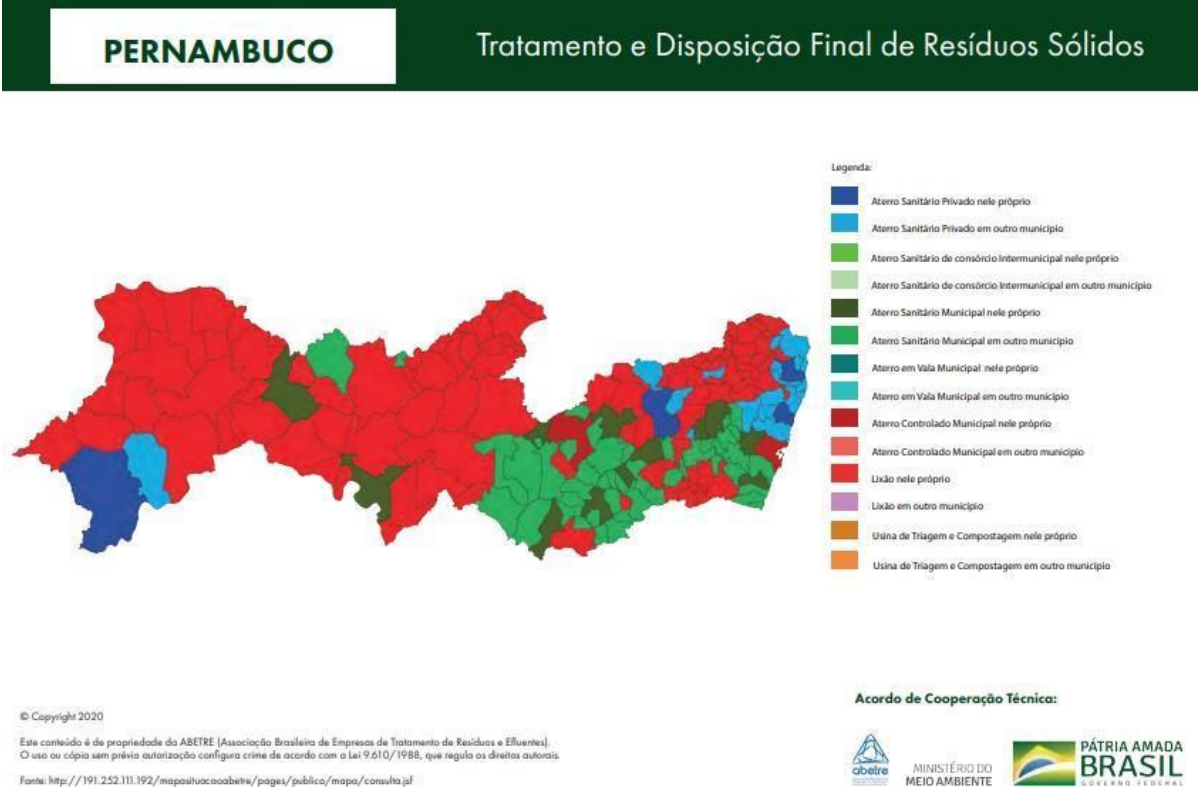 PERNAMBUCO
Tratamento e Disposição Final de Resíduos Sólidos
Legenda:
Aterro Sanitário Privado nele próprio
Aterro Sanitário Privado em outro município
Aterro Sanitário de consórcio Intermunicipal nele próprio
Aterro Sanitário de consórcio Intermunicipal em outro município
Aterro Sanitário Municipal nele próprio
Aterro Sanitário Municipal em outro município
Aterro em Vala Municipal nele próprio
Aterro em Vala Municipal em outro município
Aterro Controlado Municipal nele próprio
Aterro Controlado Municipal em outro município
Lixão nele próprio
Lixão em outro município
Usina de Triagem e Compostagem nele próprio
Usina de Triagem e Compostagem em outro município
© Copyright 2020
Este conteúdo é de propriedade da ABETRE (Associação Brasileira de Empresas de Tratamento de Resíduos e Efluentes).
O uso ou cópia sem prévia autorização configura crime de acordo com a Lei 9.610/1988, que regula os direitos autorais.
Fonte: http://191.252.111.192/mapasituacaoabetre/pages/publico/mapa/consulta.jsf
Acordo de Cooperação Técnica:
abetre
MINISTÉRIO DO
MEIO AMBIENTE
PÁTRIA AMADA
BRASIL
GOVERNO FEDERAL